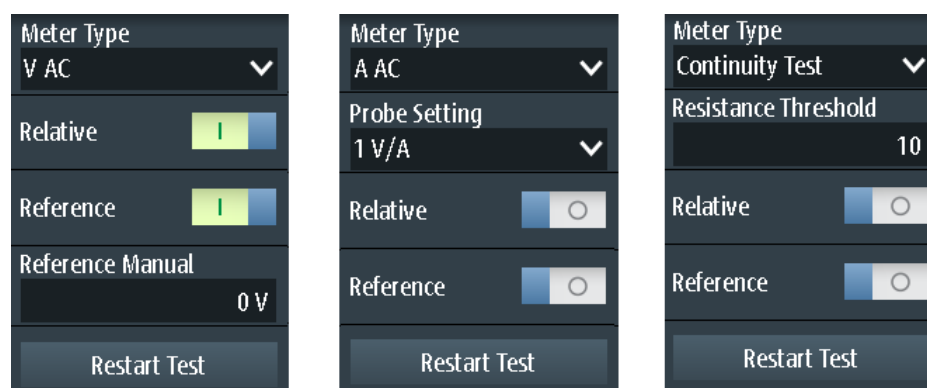 Meter Type
V AC
Relative
I
Reference
I
Reference Manual
0 V
Restart Test
Meter Type
A AC
Probe Setting
1 V/A
Relative
Reference
Restart Test
Meter Type
Continuity Test
Resistance Threshold
10
Relative
Reference
Restart Test